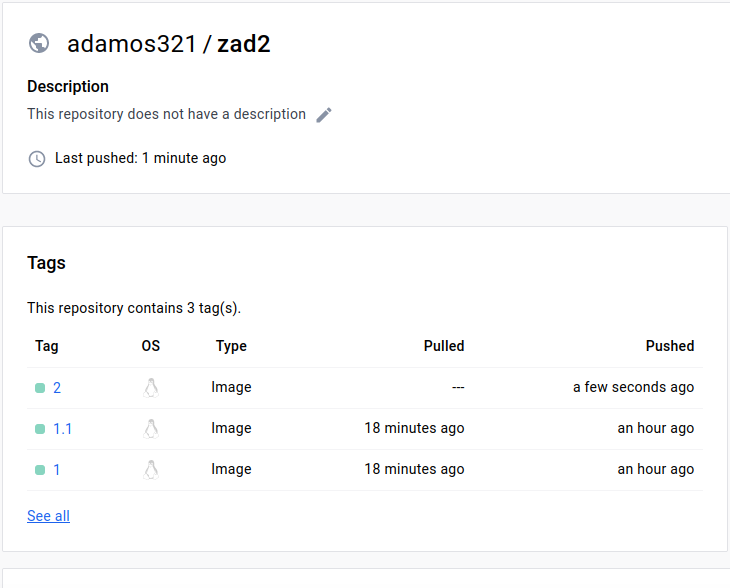 adamos321 / zad2
Description
This repository does not have a description
Last pushed: 1 minute ago
Tags
This repository contains 3 tag(s).
Tag OS Type Pulled Pushed
2 Image --- a few seconds ago
1.1 Image 18 minutes ago an hour ago
1 Image 18 minutes ago an hour ago
See all